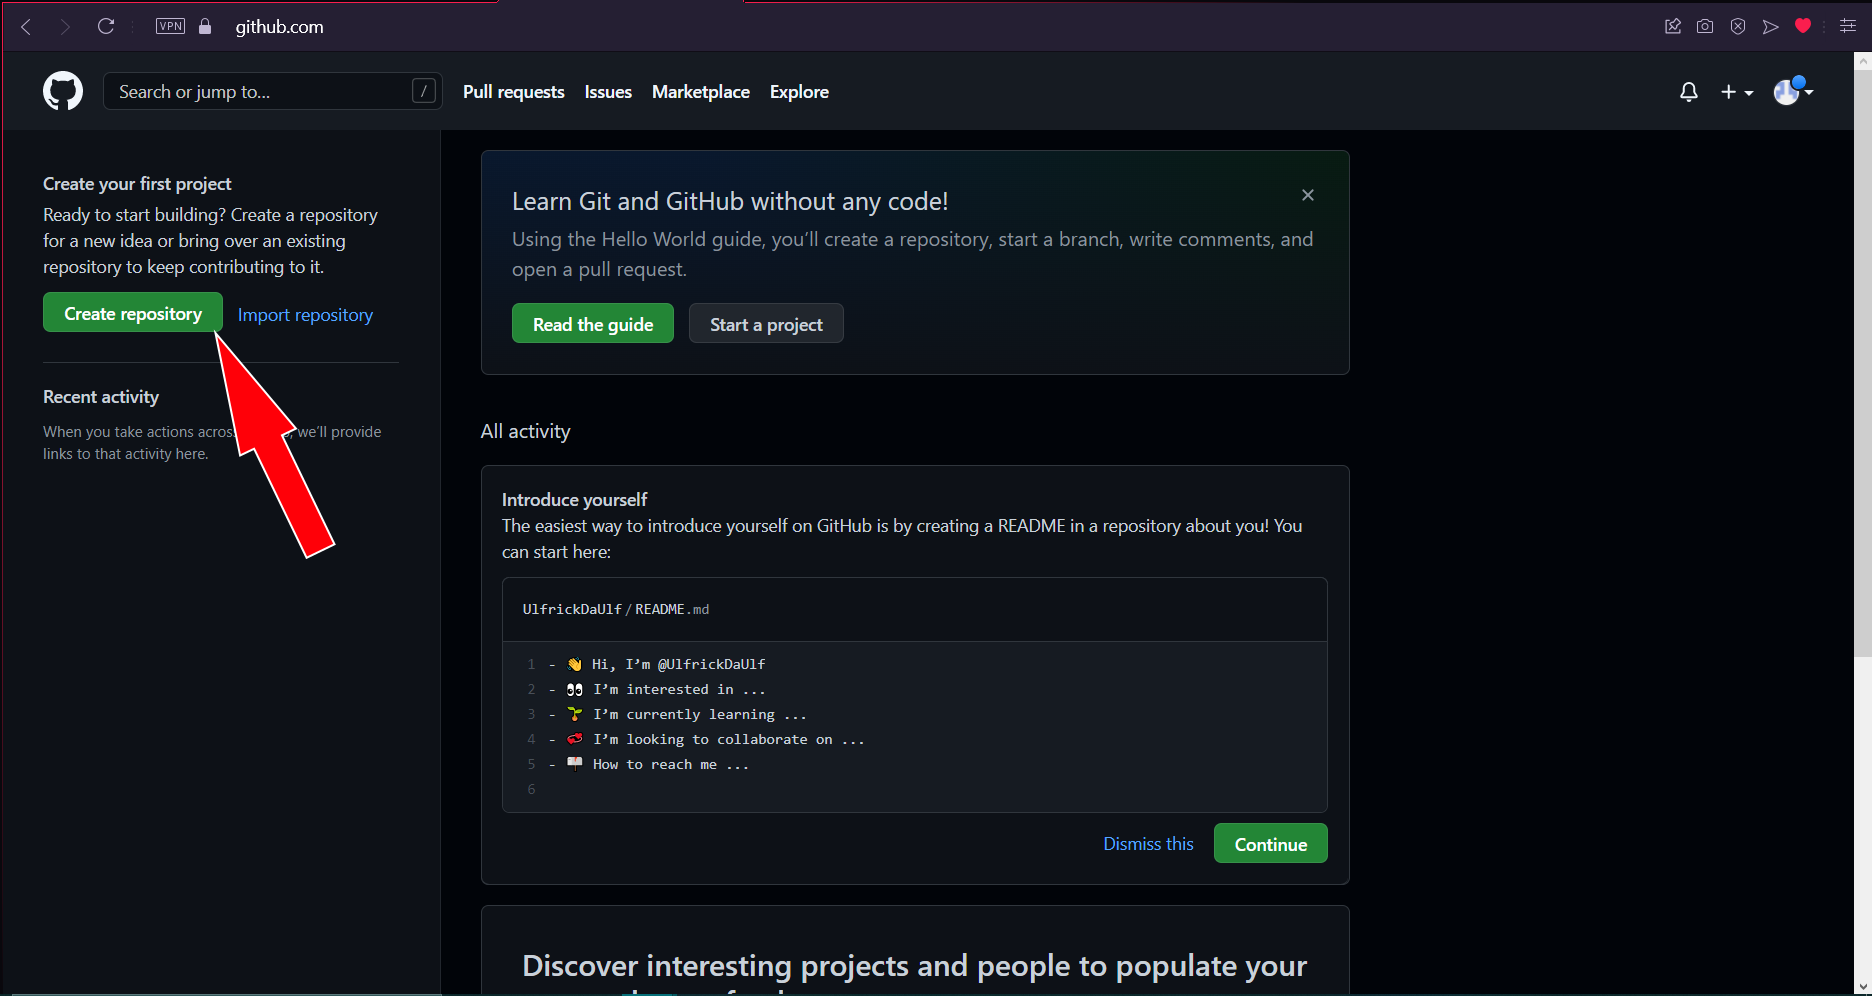 VPN github.com
Search or jump to... /
Pull requests Issues Marketplace Explore
Create your first project
Ready to start building? Create a repository
for a new idea or bring over an existing
repository to keep contributing to it.
Create repository Import repository
Recent activity
When you take actions we’ll provide
links to that activity here.
Learn Git and GitHub without any code!
Using the Hello World guide, you’ll create a repository, start a branch, write comments, and
open a pull request.
Read the guide Start a project
All activity
Introduce yourself
The easiest way to introduce yourself on GitHub is by creating a README in a repository about you! You
can start here:
UlfrickDaUlf/README.md
1 - 👋 Hi, I’m @UlfrickDaUlf
2 - 👀 I’m interested in ...
3 - 🌱 I’m currently learning ...
4 - 💞️ I’m looking to collaborate on ...
5 - 📫 How to reach me ...
6
Dismiss this Continue
Discover interesting projects and people to populate your